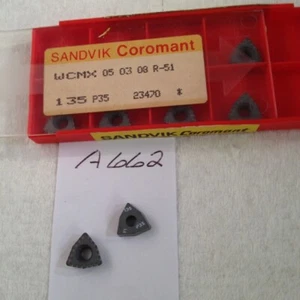 SANDVIK Coromant
WCMX 05 03 08 R-51
135 P35 23470 *
SANDVIK Coromant
A662